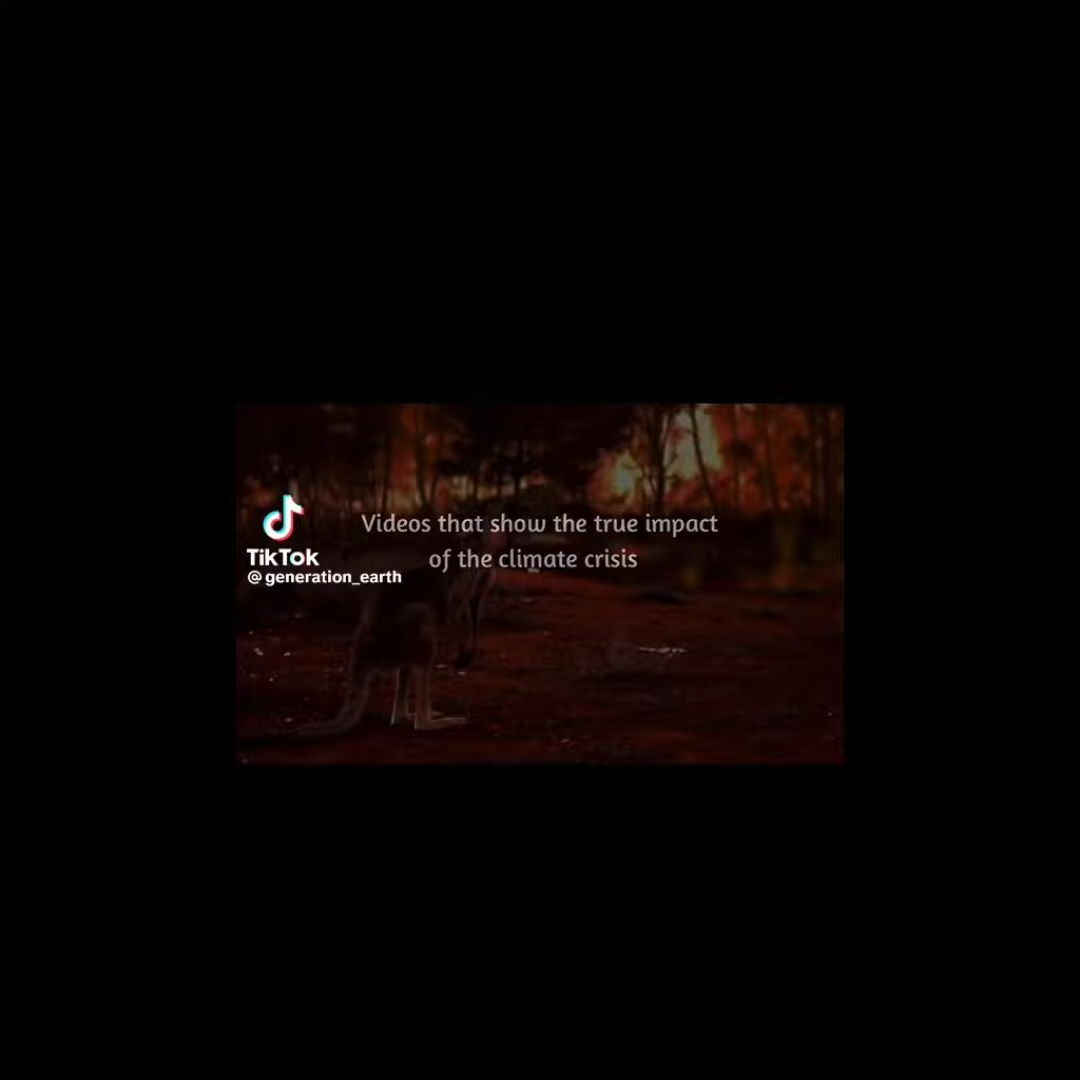 Videos that show the true impact
of the climate crisis
TikTok
@generation_earth